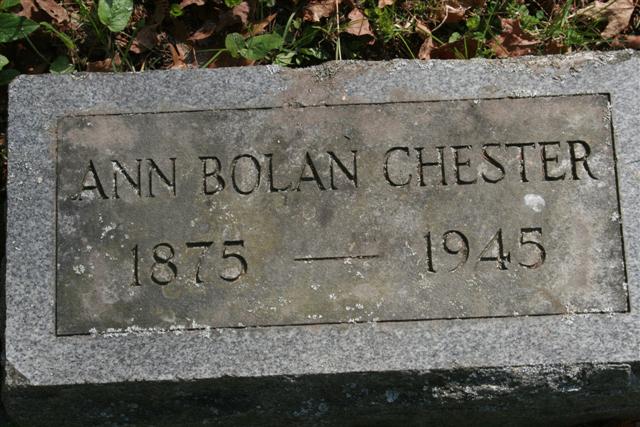 ANN BOLAN CHESTER
1875 — 1945